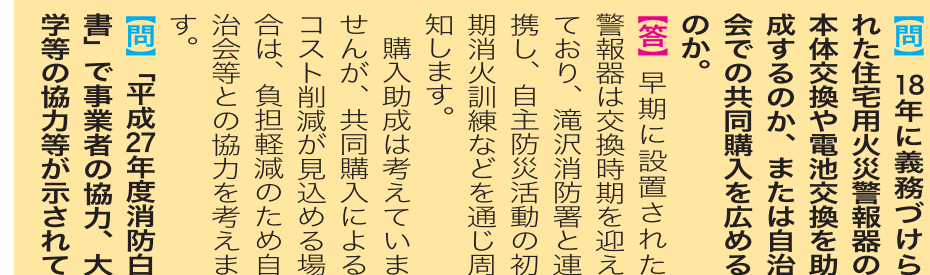 【問】 18年に義務づけら
れた住宅用火災警報器の
本体交換や電池交換を助
成するのか、または自治
会での共同購入を広める
のか。
【答】 早期に設置された
警報器は交換時期を迎え
ており、滝沢消防署と連
携し、自主防災活動の初
期消火訓練などを通じ周
知します。
購入助成は考えていま
せんが、共同購入による
コスト削減が見込める場
合は、負担軽減のため自
治会等との協力を考えま
す。
【問】 「平成27年度消防白
書」で事業者の協力、大
学等の協力等が示されて